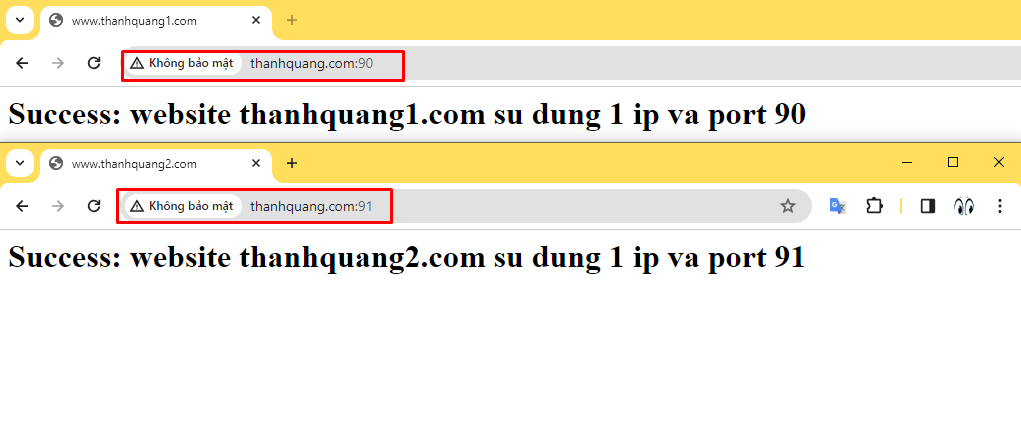 www.thanhquang1.com
Không bảo mật thanhquang.com:90
Success: website thanhquang1.com su dung 1 ip va port 90
www.thanhquang2.com
Không bảo mật thanhquang.com:91
Success: website thanhquang2.com su dung 1 ip va port 91